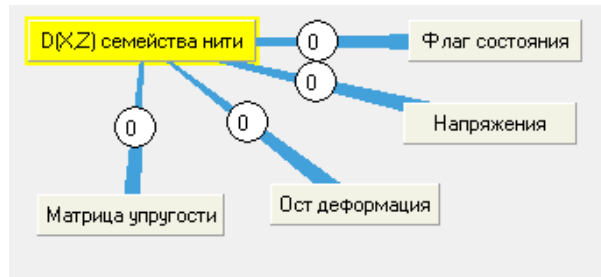 D(X,Z) семейства нити
0
Флаг состояния
0
Напряжения
0
0
Ост деформация
Матрица упругости